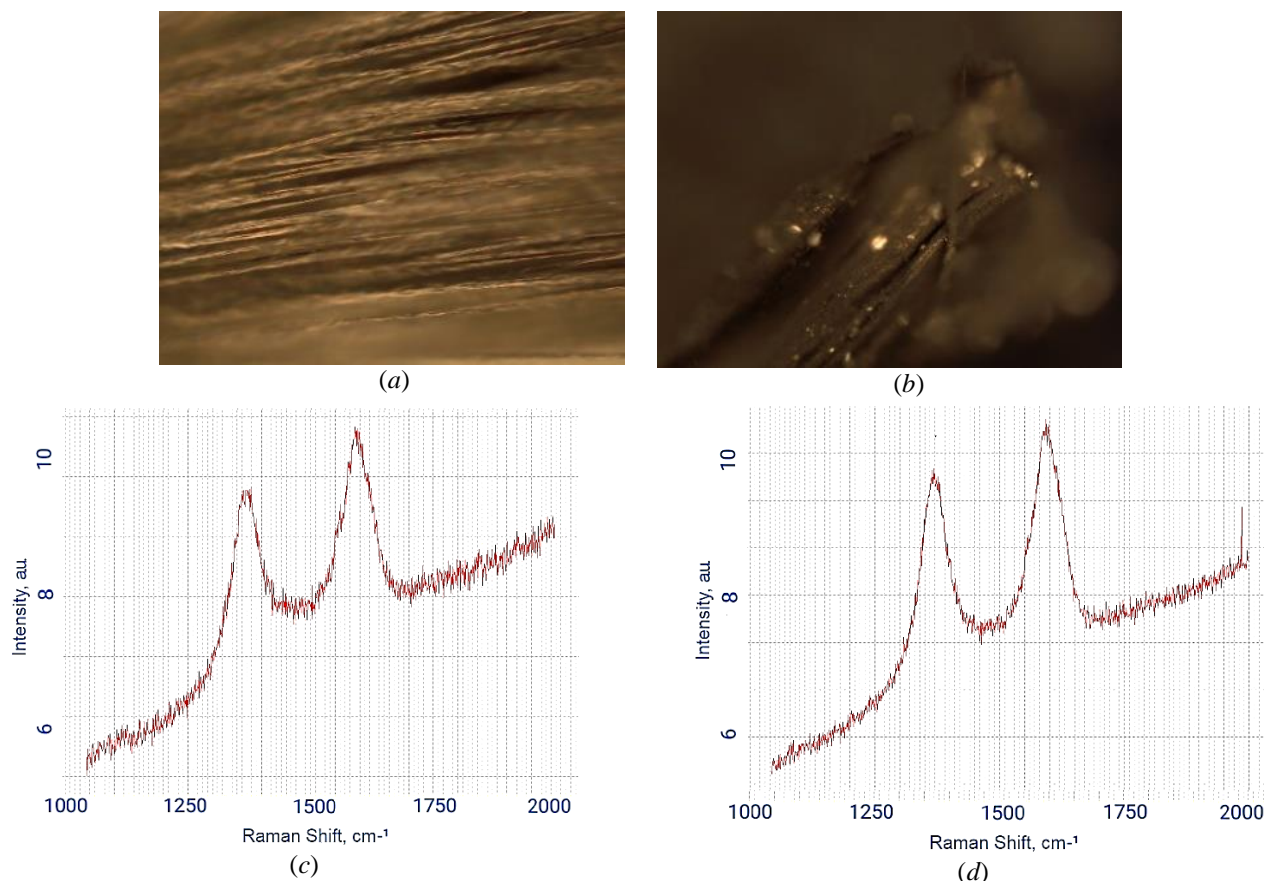 (a)
(b)
10
8
6
Intensity, au
1000 1250 1500 1750 2000
Raman Shift, cm-¹
(c)
10
8
6
Intensity, au
1000 1250 1500 1750 2000
Raman Shift, cm-¹
(d)